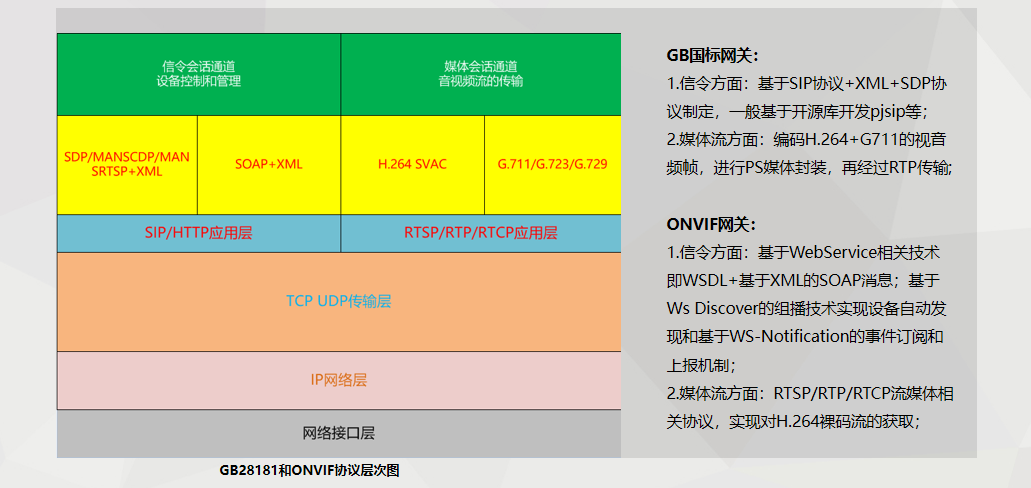 信令会话通道
设备控制和管理
媒体会话通道
音视频流的传输
SDP/MANSCDP/MAN
SRTSP+XML
SOAP+XML
H.264 SVAC
G.711/G.723/G.729
SIP/HTTP应用层
RTSP/RTP/RTCP应用层
TCP UDP传输层
IP网络层
网络接口层
GB28181和ONVIF协议层次图
GB国标网关：
1.信令方面：基于SIP协议+XML+SDP协
议制定，一般基于开源库开发pjsip等；
2.媒体流方面：编码H.264+G711的视音
频帧，进行PS媒体封装，再经过RTP传输;
ONVIF网关：
1.信令方面：基于WebService相关技术
即WSDL+基于XML的SOAP消息；基于
Ws Discover的组播技术实现设备自动发
现和基于WS-Notification的事件订阅和
上报机制；
2.媒体流方面：RTSP/RTP/RTCP流媒体相
关协议，实现对H.264裸码流的获取；